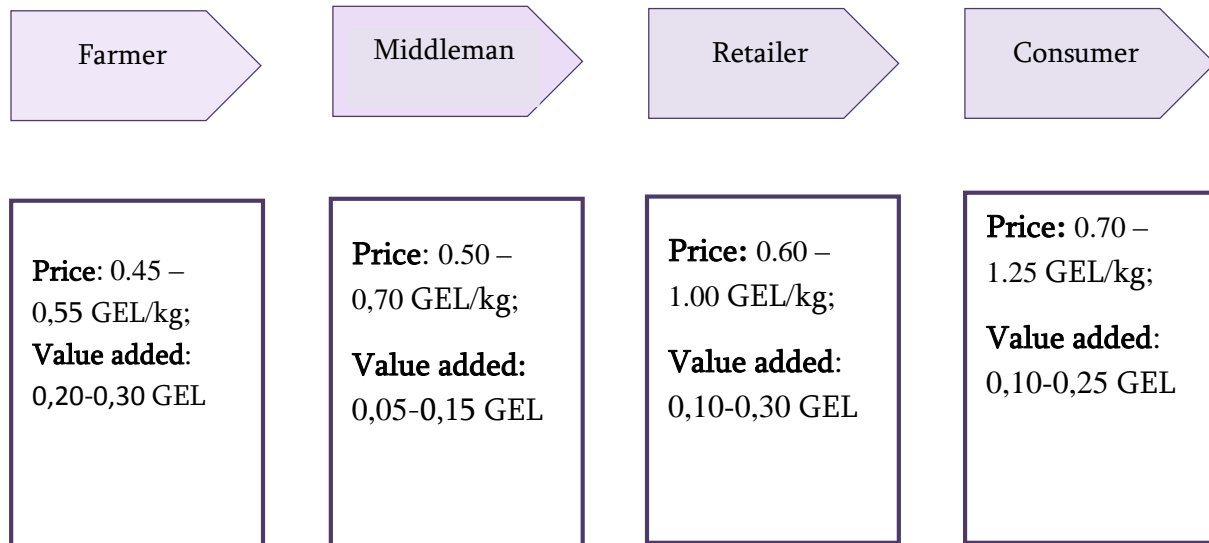 Farmer
Middleman
Retailer
Consumer
Price: 0.45 –
0,55 GEL/kg;
Value added:
0,20-0,30 GEL
Price: 0.50 –
0,70 GEL/kg;
Value added:
0,05-0,15 GEL
Price: 0.60 –
1.00 GEL/kg;
Value added:
0,10-0,30 GEL
Price: 0.70 –
1.25 GEL/kg;
Value added:
0,10-0,25 GEL